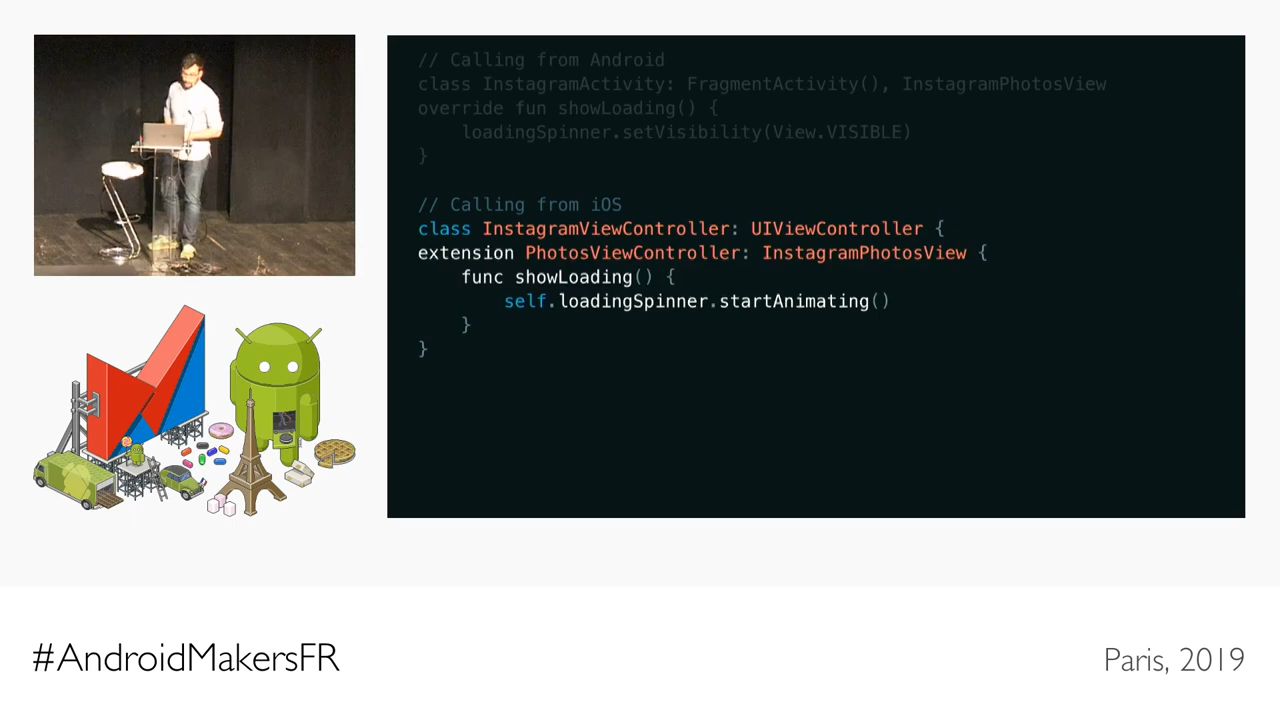 // Calling from Android
class InstagramActivity: FragmentActivity(), InstagramPhotosView
override fun showLoading() {
    loadingSpinner.setVisibility(View.VISIBLE)
}
// Calling from iOS
class InstagramViewController: UIViewController {
extension PhotosViewController: InstagramPhotosView {
    func showLoading() {
        self.loadingSpinner.startAnimating()
    }
}
#AndroidMakersFR
Paris, 2019